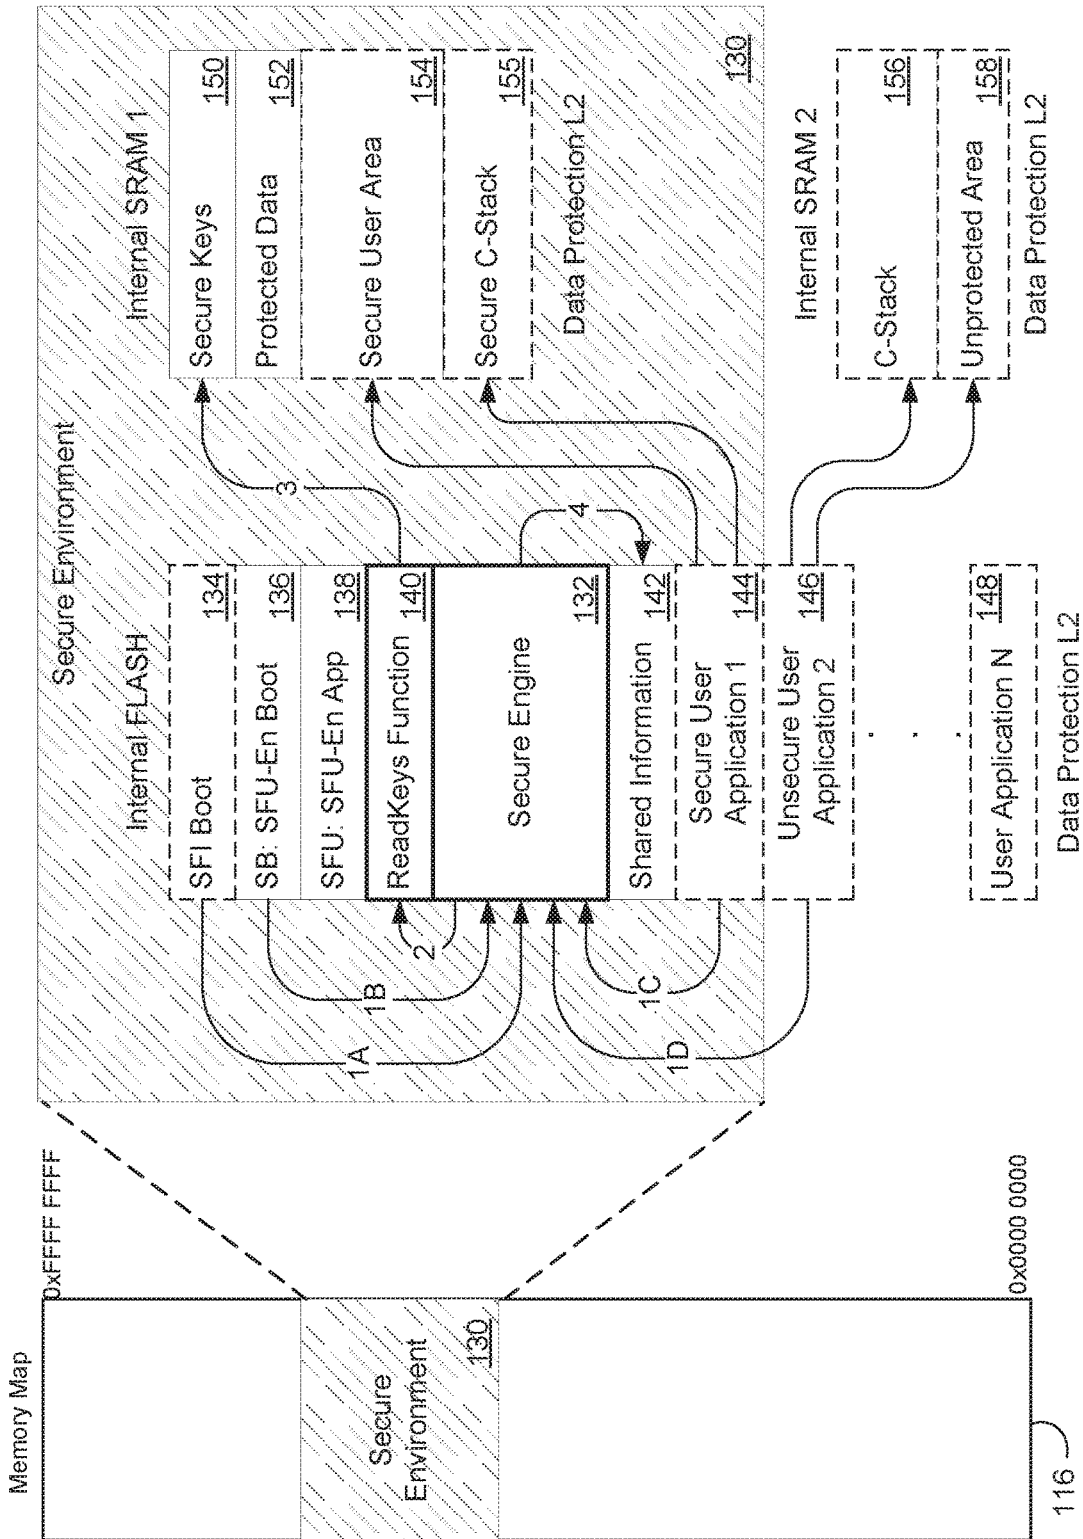 Memory Map
0xFFFF FFFF
Secure
Environment
130
0x0000 0000
116
Secure Environment
Internal FLASH
SFI Boot
134
SB: SFU-En Boot
136
SFU: SFU-En App
138
ReadKeys Function
140
Secure Engine
132
Shared Information
142
Secure User
Application 1
144
Unsecure User
Application 2
146
. . .
User Application N
148
Data Protection L2
1A
1B
2
1C
1D
3
4
Internal SRAM 1
Secure Keys
150
Protected Data
152
Secure User Area
154
Secure C-Stack
155
Data Protection L2
130
Internal SRAM 2
C-Stack
156
Unprotected Area
158
Data Protection L2